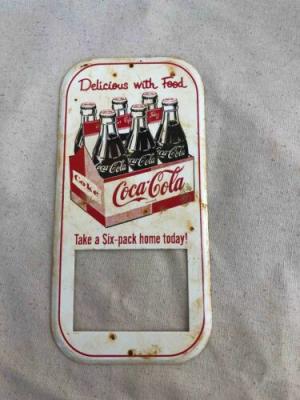 Delicious with Food
Coke
Coca-Cola
Take a Six-pack home today!